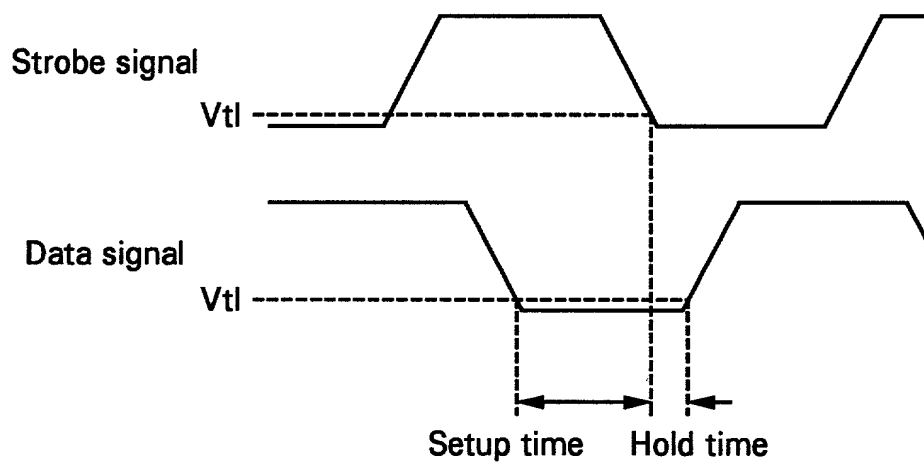 Strobe signal
Vtl
Data signal
Vtl
Setup time Hold time